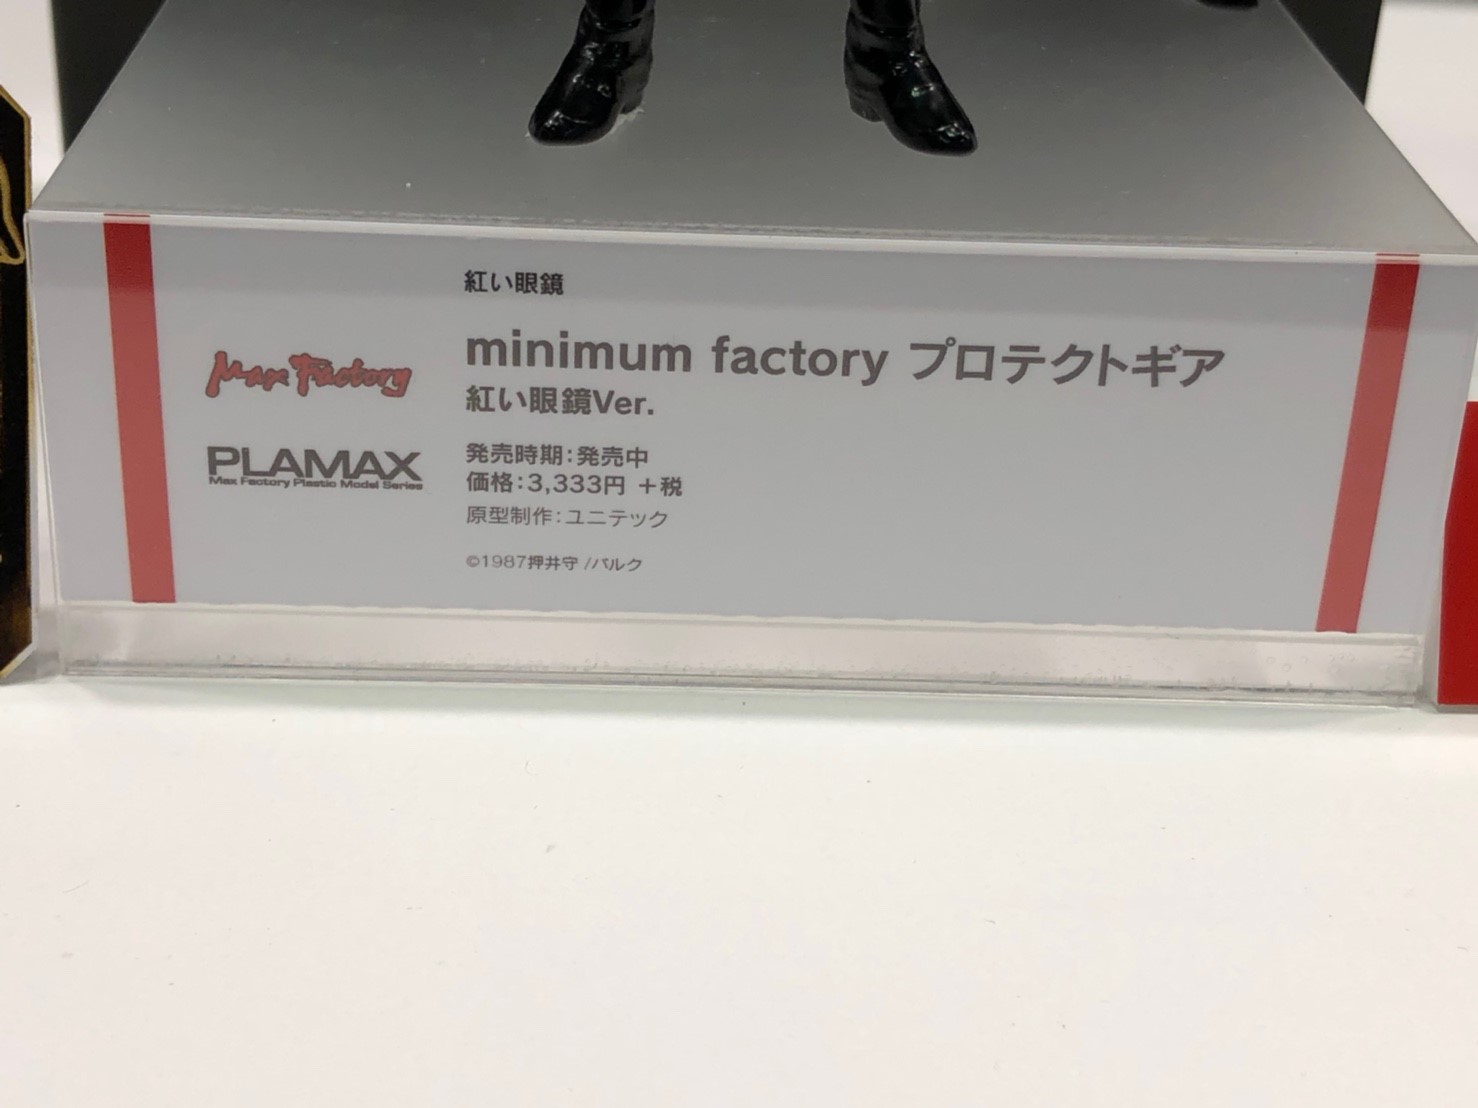 紅い眼鏡
Max Factory
minimum factory プロテクトギア
紅い眼鏡Ver.
PLAMAX
Max Factory Plastic Model Series
発売時期:発売中
価格:3,333円 +税
原型制作:ユニテック
©1987押井守/バルク